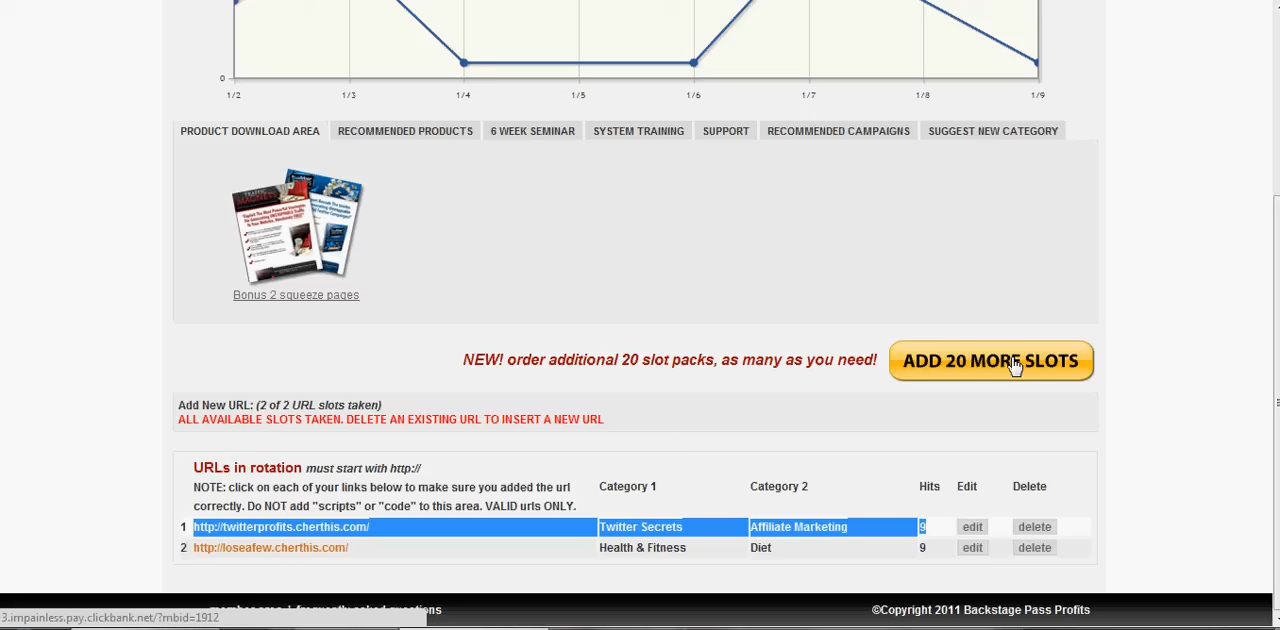 0
1/2 1/3 1/4 1/5 1/6 1/7 1/8 1/9
PRODUCT DOWNLOAD AREA RECOMMENDED PRODUCTS 6 WEEK SEMINAR SYSTEM TRAINING SUPPORT RECOMMENDED CAMPAIGNS SUGGEST NEW CATEGORY
Bonus 2 squeeze pages
NEW! order additional 20 slot packs, as many as you need! ADD 20 MORE SLOTS
Add New URL: (2 of 2 URL slots taken)
ALL AVAILABLE SLOTS TAKEN. DELETE AN EXISTING URL TO INSERT A NEW URL
URLs in rotation must start with http://
NOTE: click on each of your links below to make sure you added the url Category 1 Category 2 Hits Edit Delete
correctly. Do NOT add "scripts" or "code" to this area. VALID urls ONLY.
1 http://twitterprofits.cherthis.com/ Twitter Secrets Affiliate Marketing 9 edit delete
2 http://loseafew.cherthis.com/ Health & Fitness Diet 9 edit delete
member area | frequently asked questions ©Copyright 2011 Backstage Pass Profits
3.impainless.pay.clickbank.net/?mbid=1912